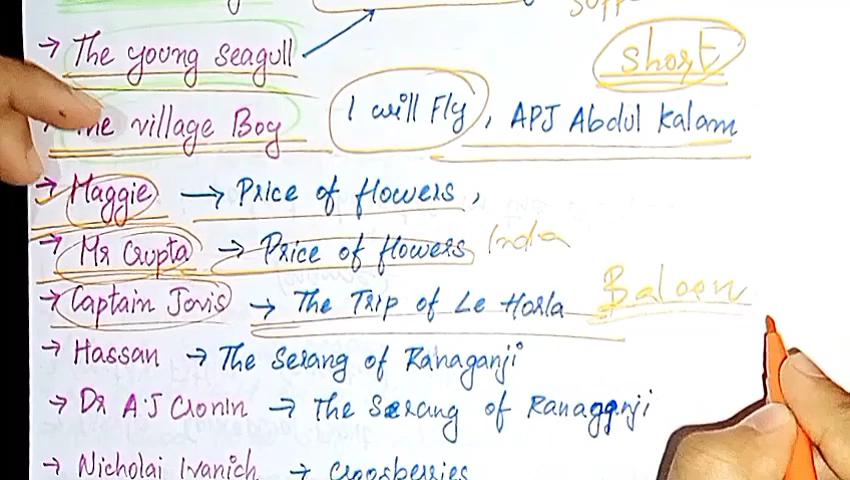 → The young seagull
short
The village Boy I will Fly, APJ Abdul Kalam
→ Maggie → Price of flowers,
→ Mr Gupta → Price of flowers India
→ Captain Jovis → The Trip of Le Horla Baloon
→ Hassan → The Serang of Ranaganji
→ Dr A.J Cronin → The Serang of Ranaganji
→ Nicholai Ivanich → Gooseberries